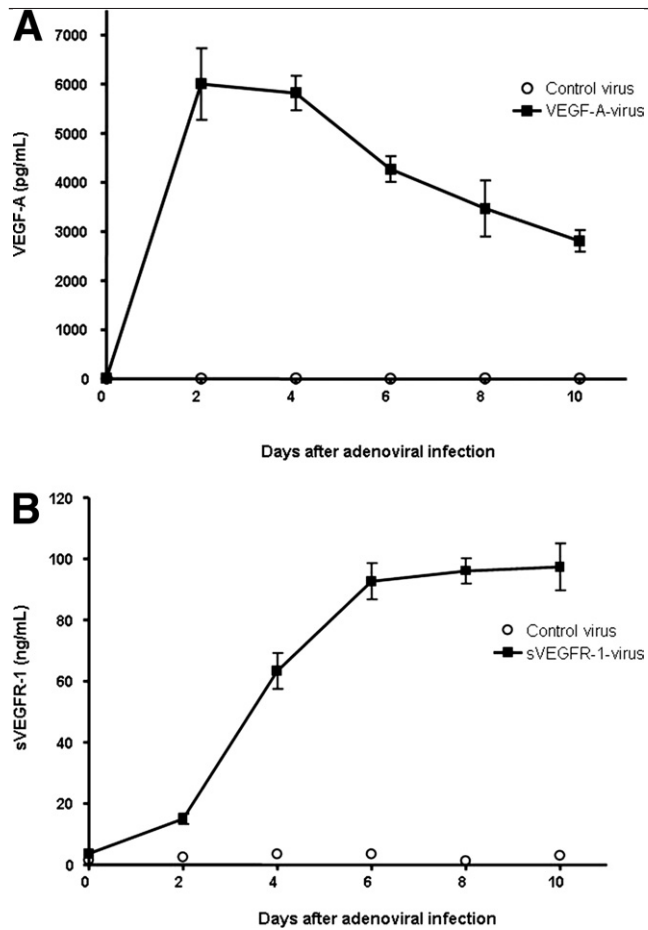 A
7000
6000
5000
4000
3000
2000
1000
0
VEGF-A (pg/mL)
Control virus
VEGF-A-virus
0 2 4 6 8 10
Days after adenoviral infection
B
120
100
80
60
40
20
0
sVEGFR-1 (ng/mL)
Control virus
sVEGFR-1-virus
0 2 4 6 8 10
Days after adenoviral infection